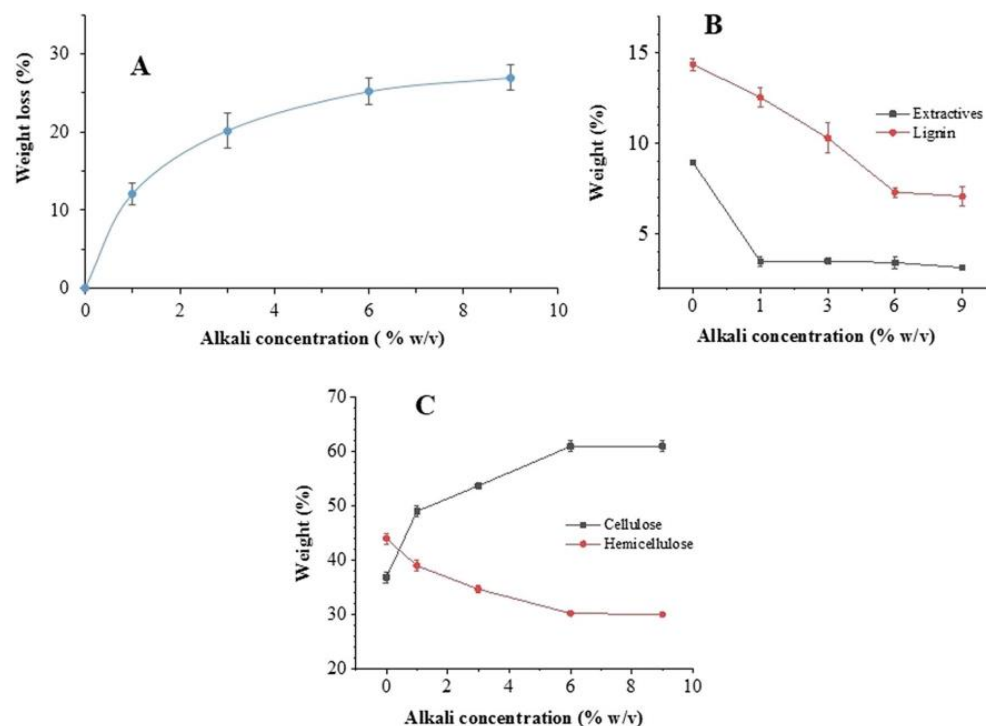 A
Weight loss (%)
30
20
10
0
0 2 4 6 8 10
Alkali concentration ( % w/v)
B
Weight (%)
15
10
5
Extractives
Lignin
0 1 3 6 9
Alkali concentration (% w/v)
C
Weight (%)
70
60
50
40
30
20
Cellulose
Hemicellulose
0 2 4 6 8 10
Alkali concentration (% w/v)